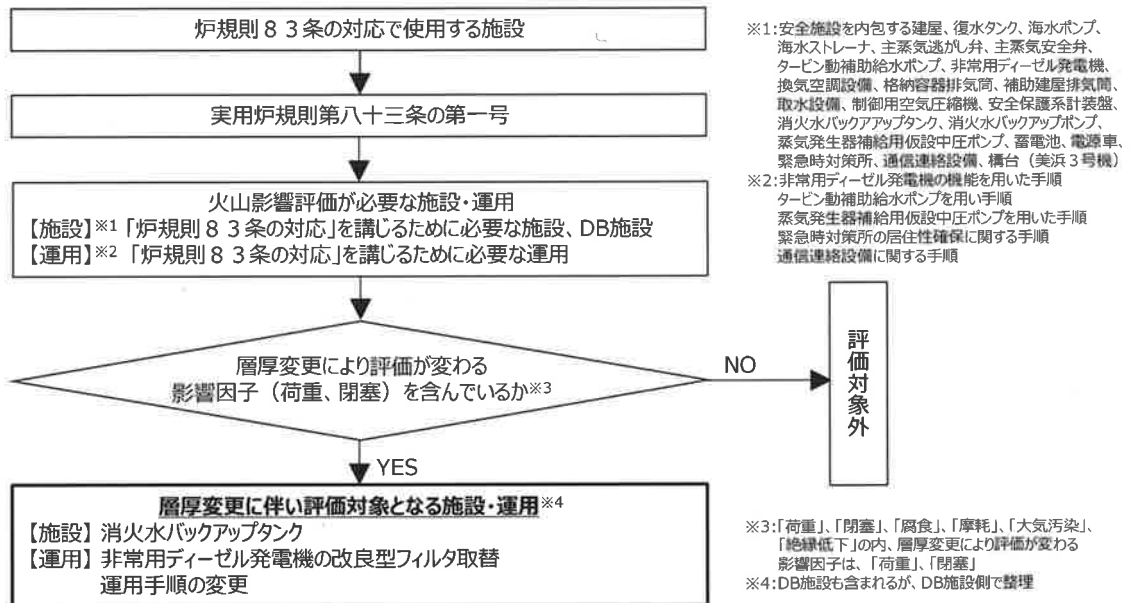 炉規則８３条の対応で使用する施設
実用炉規則第八十三条の第一号
火山影響評価が必要な施設・運用
【施設】※1「炉規則８３条の対応」を講じるために必要な施設、DB施設
【運用】※2「炉規則８３条の対応」を講じるために必要な運用
層厚変更により評価が変わる
影響因子（荷重、閉塞）を含んでいるか※3
NO
評価対象外
YES
層厚変更に伴い評価対象となる施設・運用※4
【施設】消火水バックアップタンク
【運用】非常用ディーゼル発電機の改良型フィルタ取替
運用手順の変更
※1:安全施設を内包する建屋、復水タンク、海水ポンプ、
海水ストレーナ、主蒸気逃がし弁、主蒸気安全弁、
タービン動補助給水ポンプ、非常用ディーゼル発電機、
換気空調設備、格納容器排気筒、補助建屋排気筒、
取水設備、制御用空気圧縮機、安全保護系計装盤、
消火水バックアアップタンク、消火水バックアップポンプ、
蒸気発生器補給用仮設中圧ポンプ、蓄電池、電源車、
緊急時対策所、通信連絡設備、橋台（美浜３号機）
※2:非常用ディーゼル発電機の機能を用いた手順
タービン動補助給水ポンプを用い手順
蒸気発生器補給用仮設中圧ポンプを用いた手順
緊急時対策所の居住性確保に関する手順
通信連絡設備に関する手順
※3:「荷重」、「閉塞」、「腐食」、「摩耗」、「大気汚染」、
「絶縁低下」の内、層厚変更により評価が変わる
影響因子は、「荷重」、「閉塞」
※4:DB施設も含まれるが、DB施設側で整理